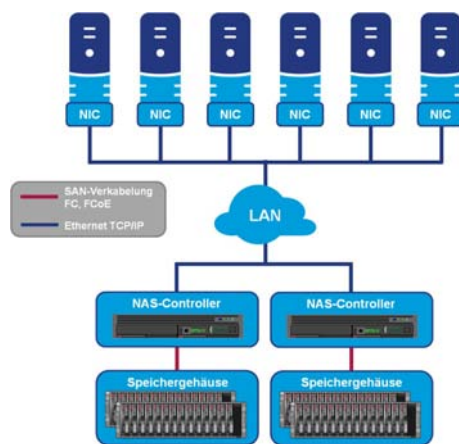 NIC NIC NIC NIC NIC NIC
SAN-Verkabelung
FC, FCoE
Ethernet TCP/IP
LAN
NAS-Controller NAS-Controller
Speichergehäuse Speichergehäuse